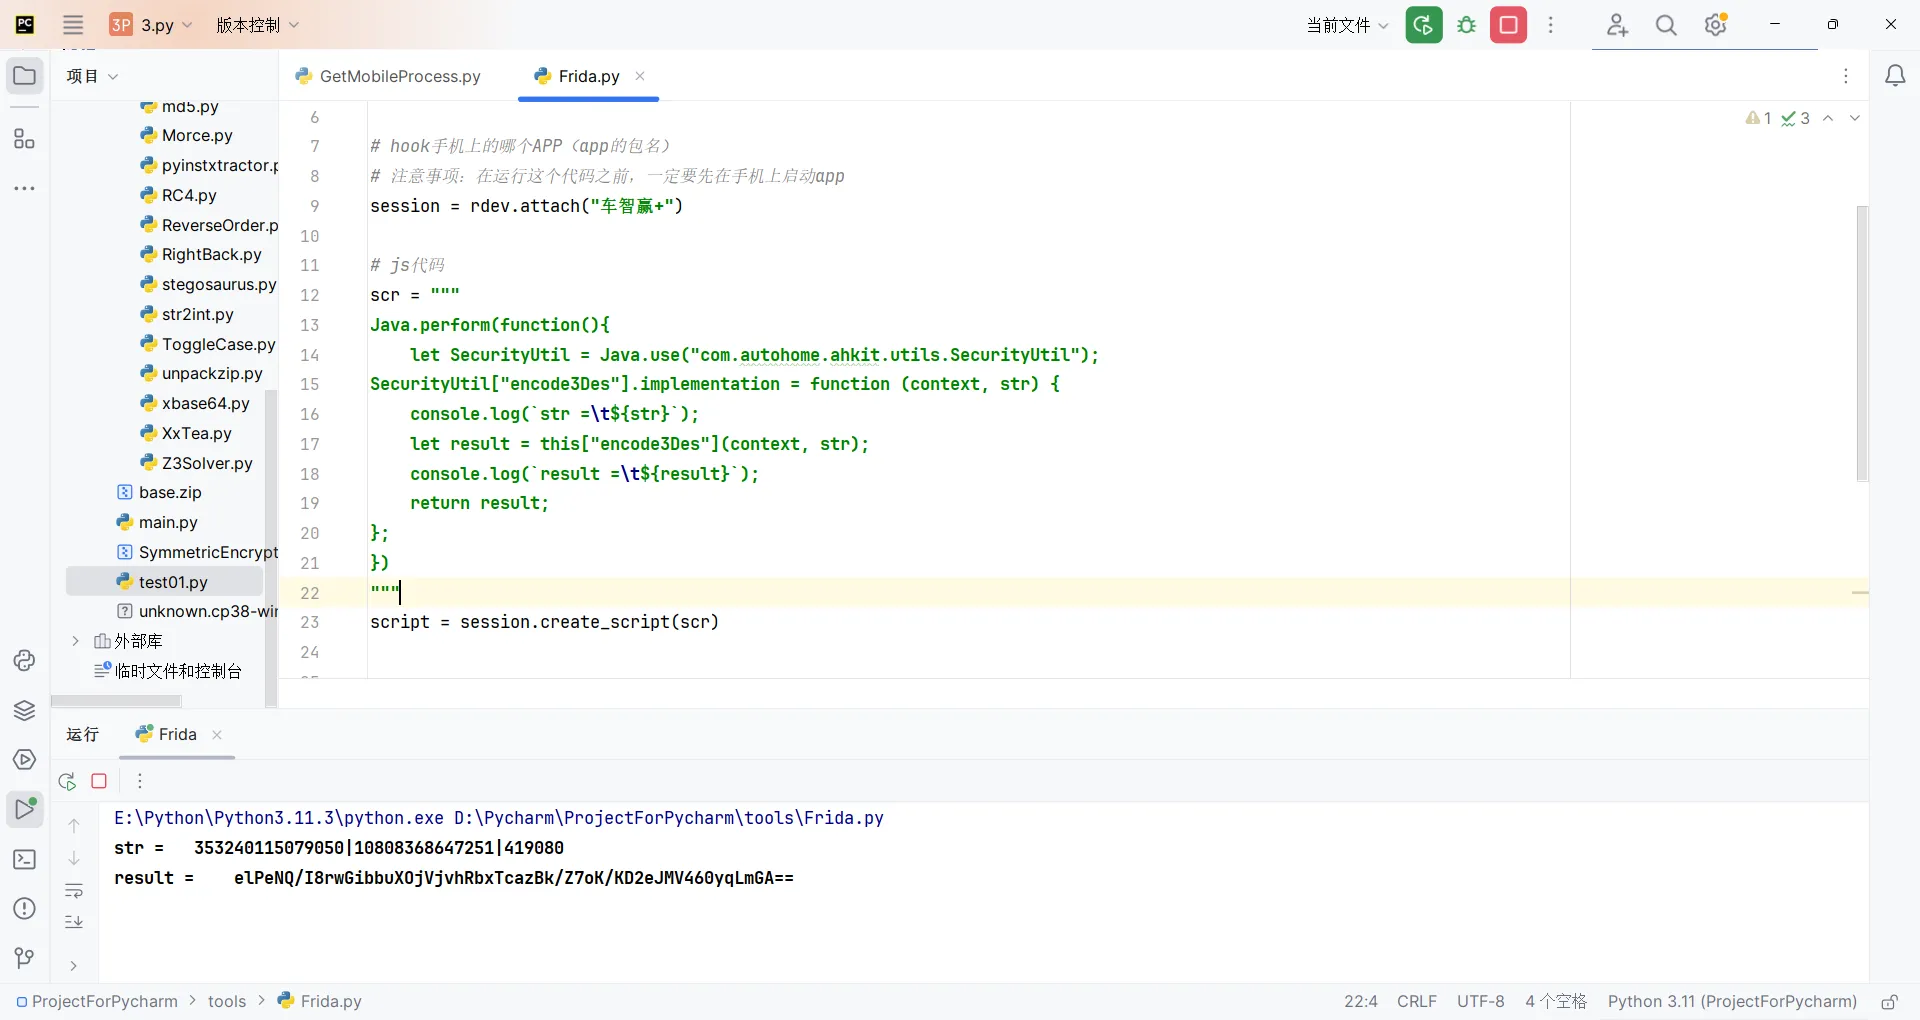 PC 3P 3.py 版本控制 当前文件
项目 GetMobileProcess.py Frida.py
md5.py
Morce.py
pyinstxtractor.p
RC4.py
ReverseOrder.p
RightBack.py
stegosaurus.py
str2int.py
ToggleCase.py
unpackzip.py
xbase64.py
XxTea.py
Z3Solver.py
base.zip
main.py
SymmetricEncrypt
test01.py
unknown.cp38-wir
外部库
临时文件和控制台
1 3
6
7 # hook手机上的哪个APP（app的包名）
8 # 注意事项：在运行这个代码之前，一定要先在手机上启动app
9 session = rdev.attach("车智赢+")
10
11 # js代码
12 scr = """
13 Java.perform(function(){
14 let SecurityUtil = Java.use("com.autohome.ahkit.utils.SecurityUtil");
15 SecurityUtil["encode3Des"].implementation = function (context, str) {
16 console.log(`str =\t${str}`);
17 let result = this["encode3Des"](context, str);
18 console.log(`result =\t${result}`);
19 return result;
20 };
21 })
22 """
23 script = session.create_script(scr)
24
运行 Frida
E:\Python\Python3.11.3\python.exe D:\Pycharm\ProjectForPycharm\tools\Frida.py
str = 353240115079050|10808368647251|419080
result = elPeNQ/I8rwGibbuXOjVjvhRbxTcazBk/Z7oK/KD2eJMV460yqLmGA==
ProjectForPycharm > tools > Frida.py 22:4 CRLF UTF-8 4 个空格 Python 3.11 (ProjectForPycharm)